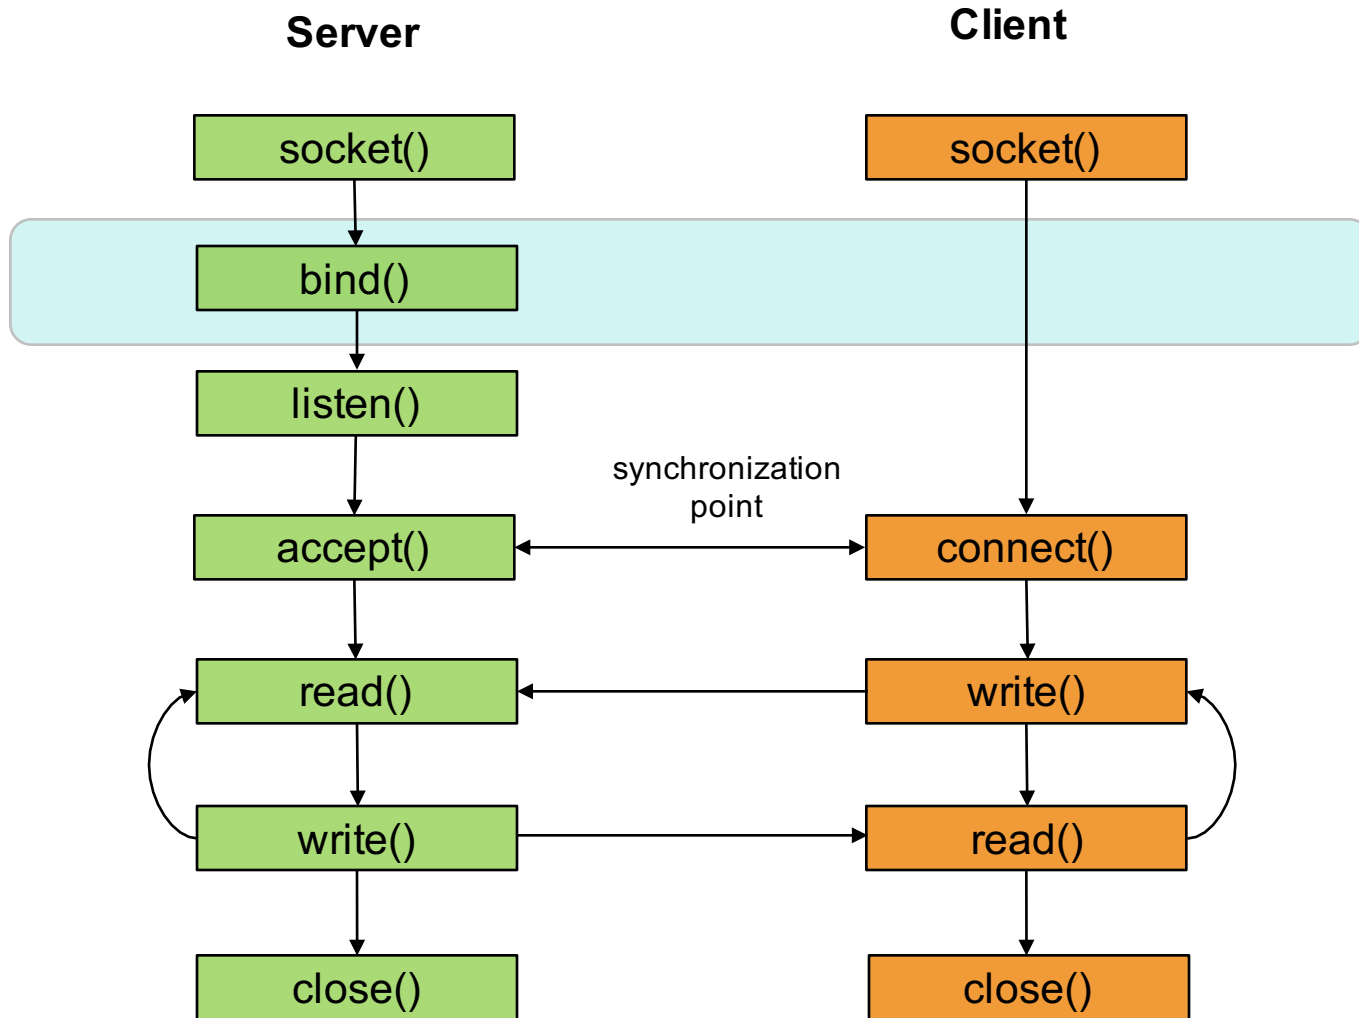 Server
Client
socket()
socket()
bind()
listen()
synchronization
point
accept()
connect()
read()
write()
write()
read()
close()
close()